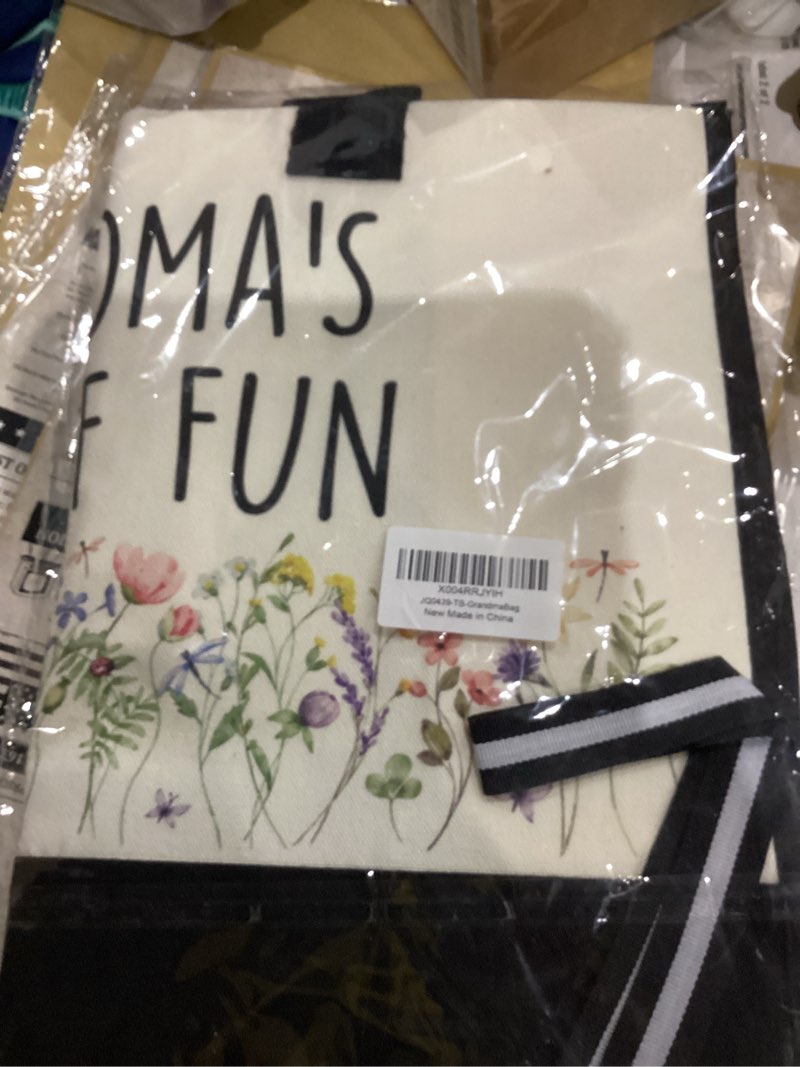 OMA'S
F FUN
X004RRJYIH
JQ0439-TS-GrandmaBag
New Made in China